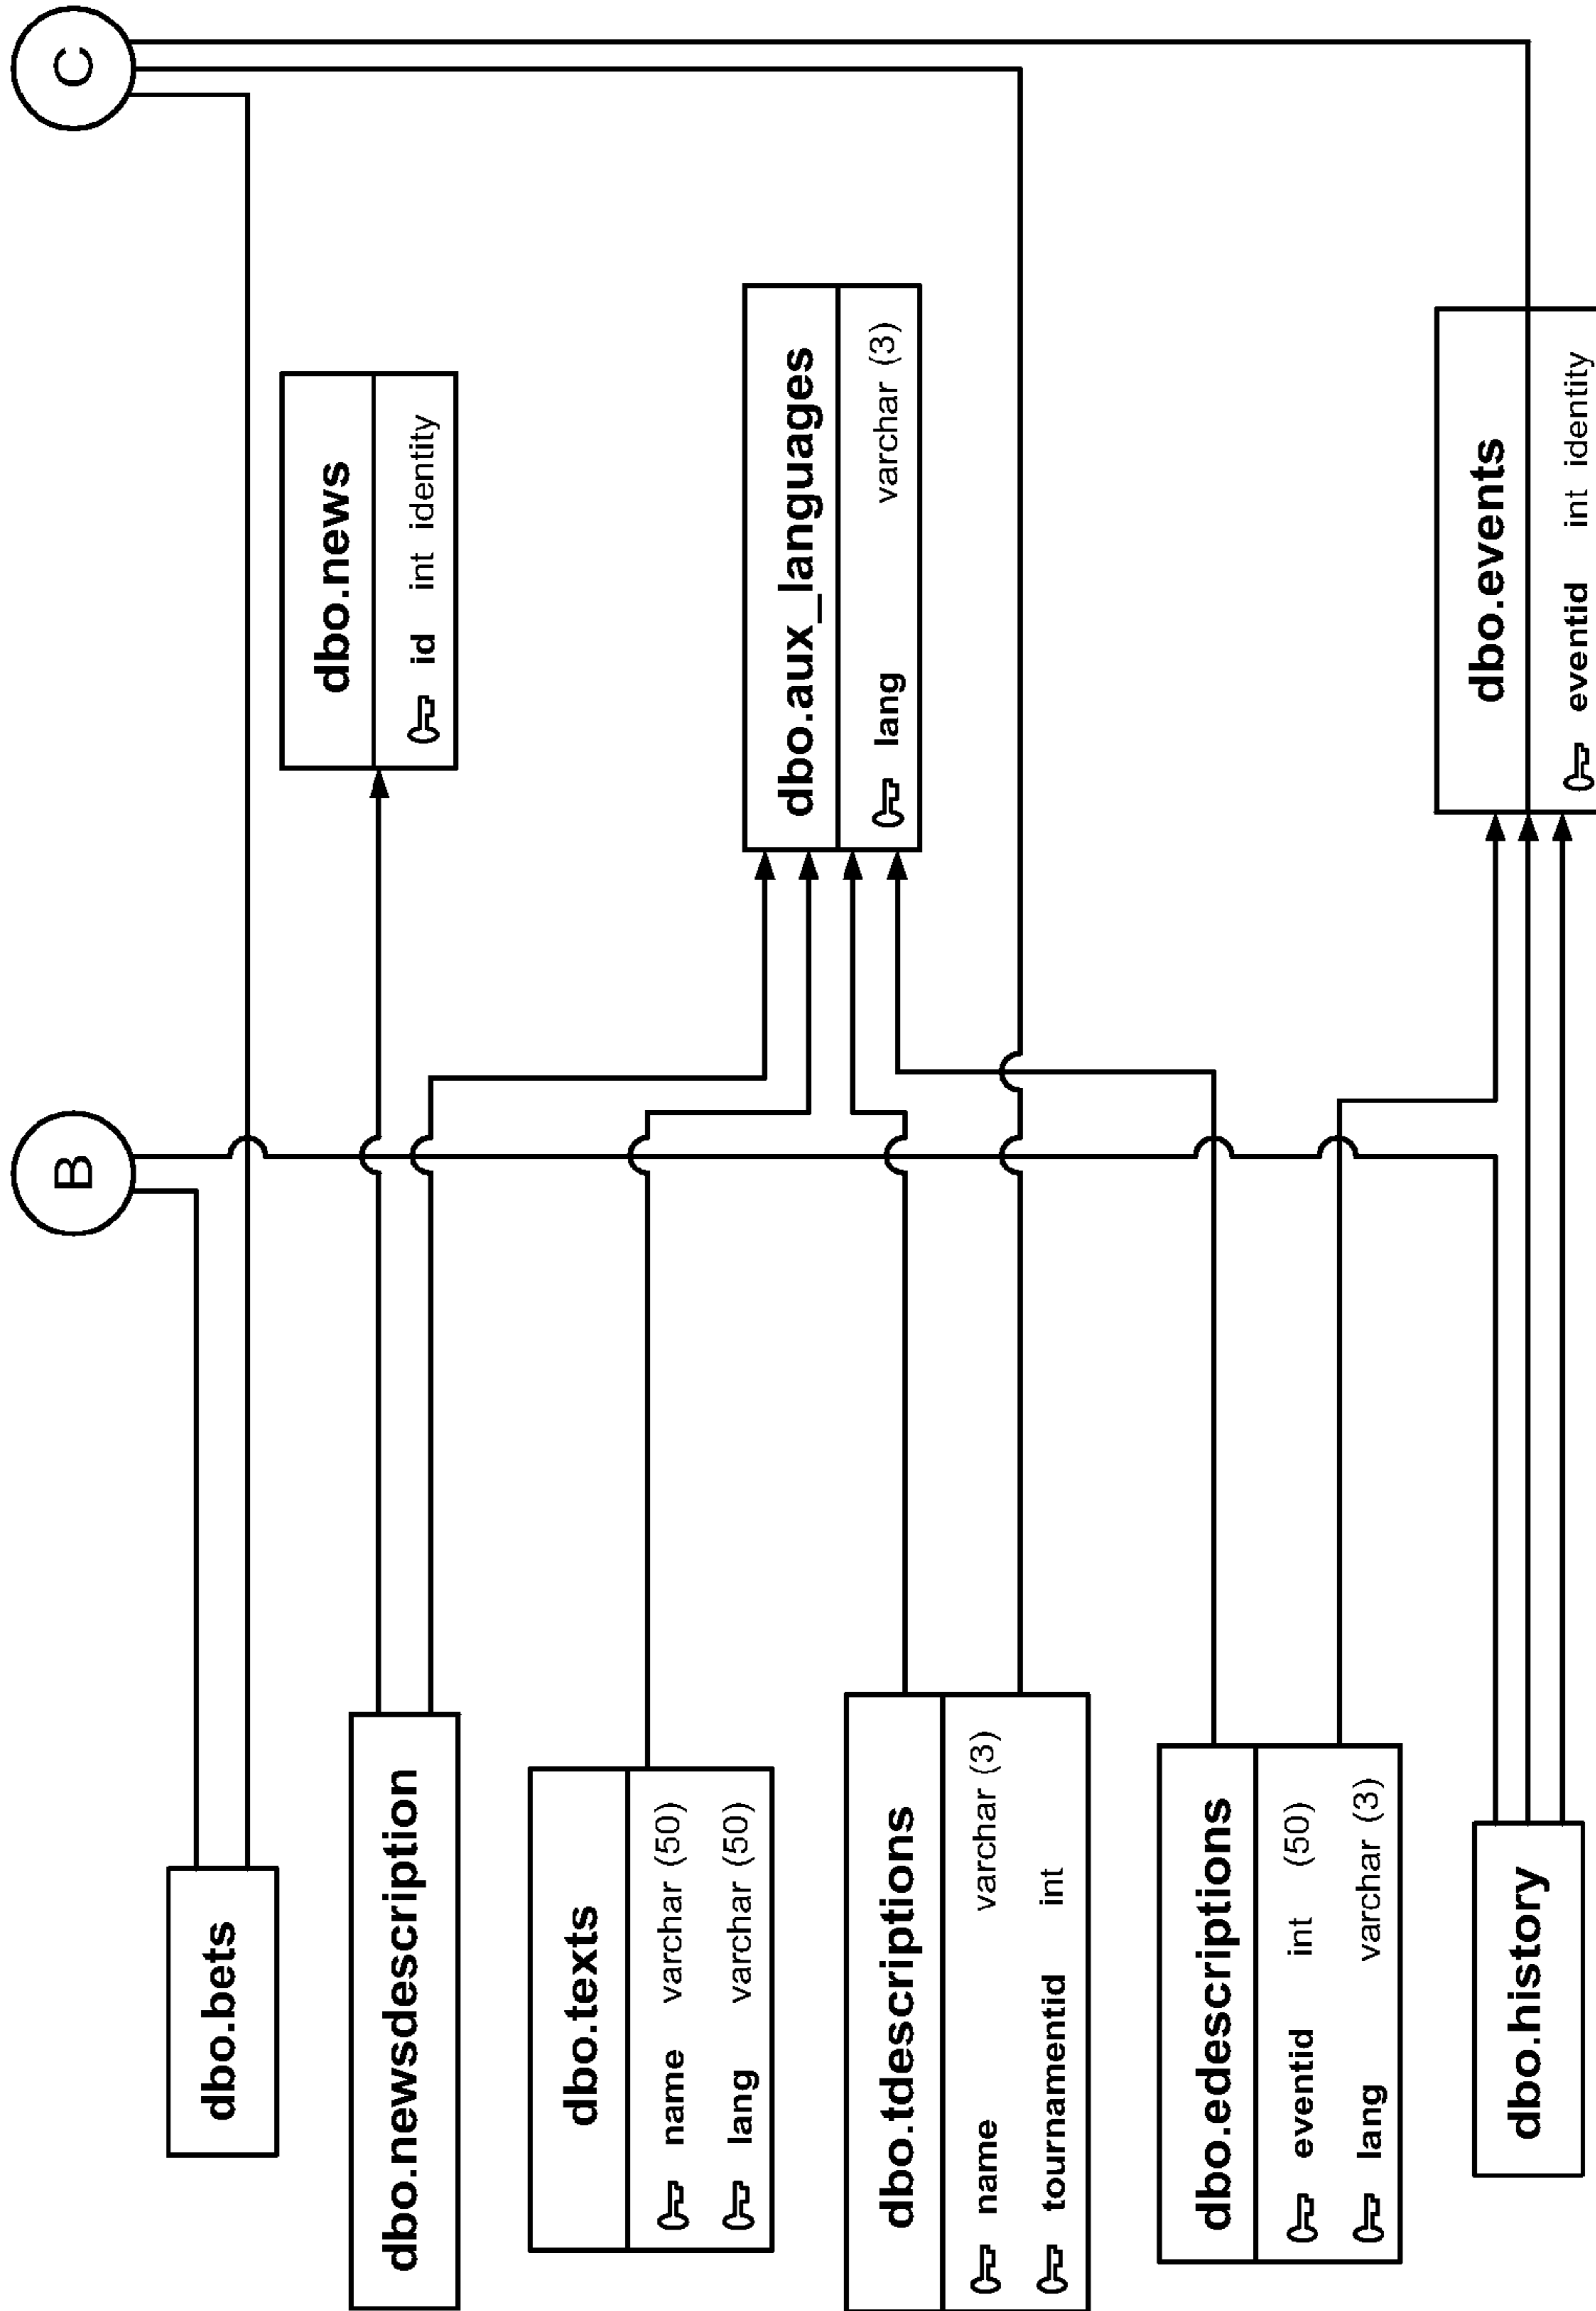 B
C
dbo.bets
dbo.newsdescription
dbo.news
id int identity
dbo.texts
name varchar (50)
lang varchar (50)
dbo.aux_languages
lang varchar (3)
dbo.tdescriptions
name varchar (3)
tournamentid int
dbo.edescriptions
eventid int (50)
lang varchar (3)
dbo.history
dbo.events
eventid int identity